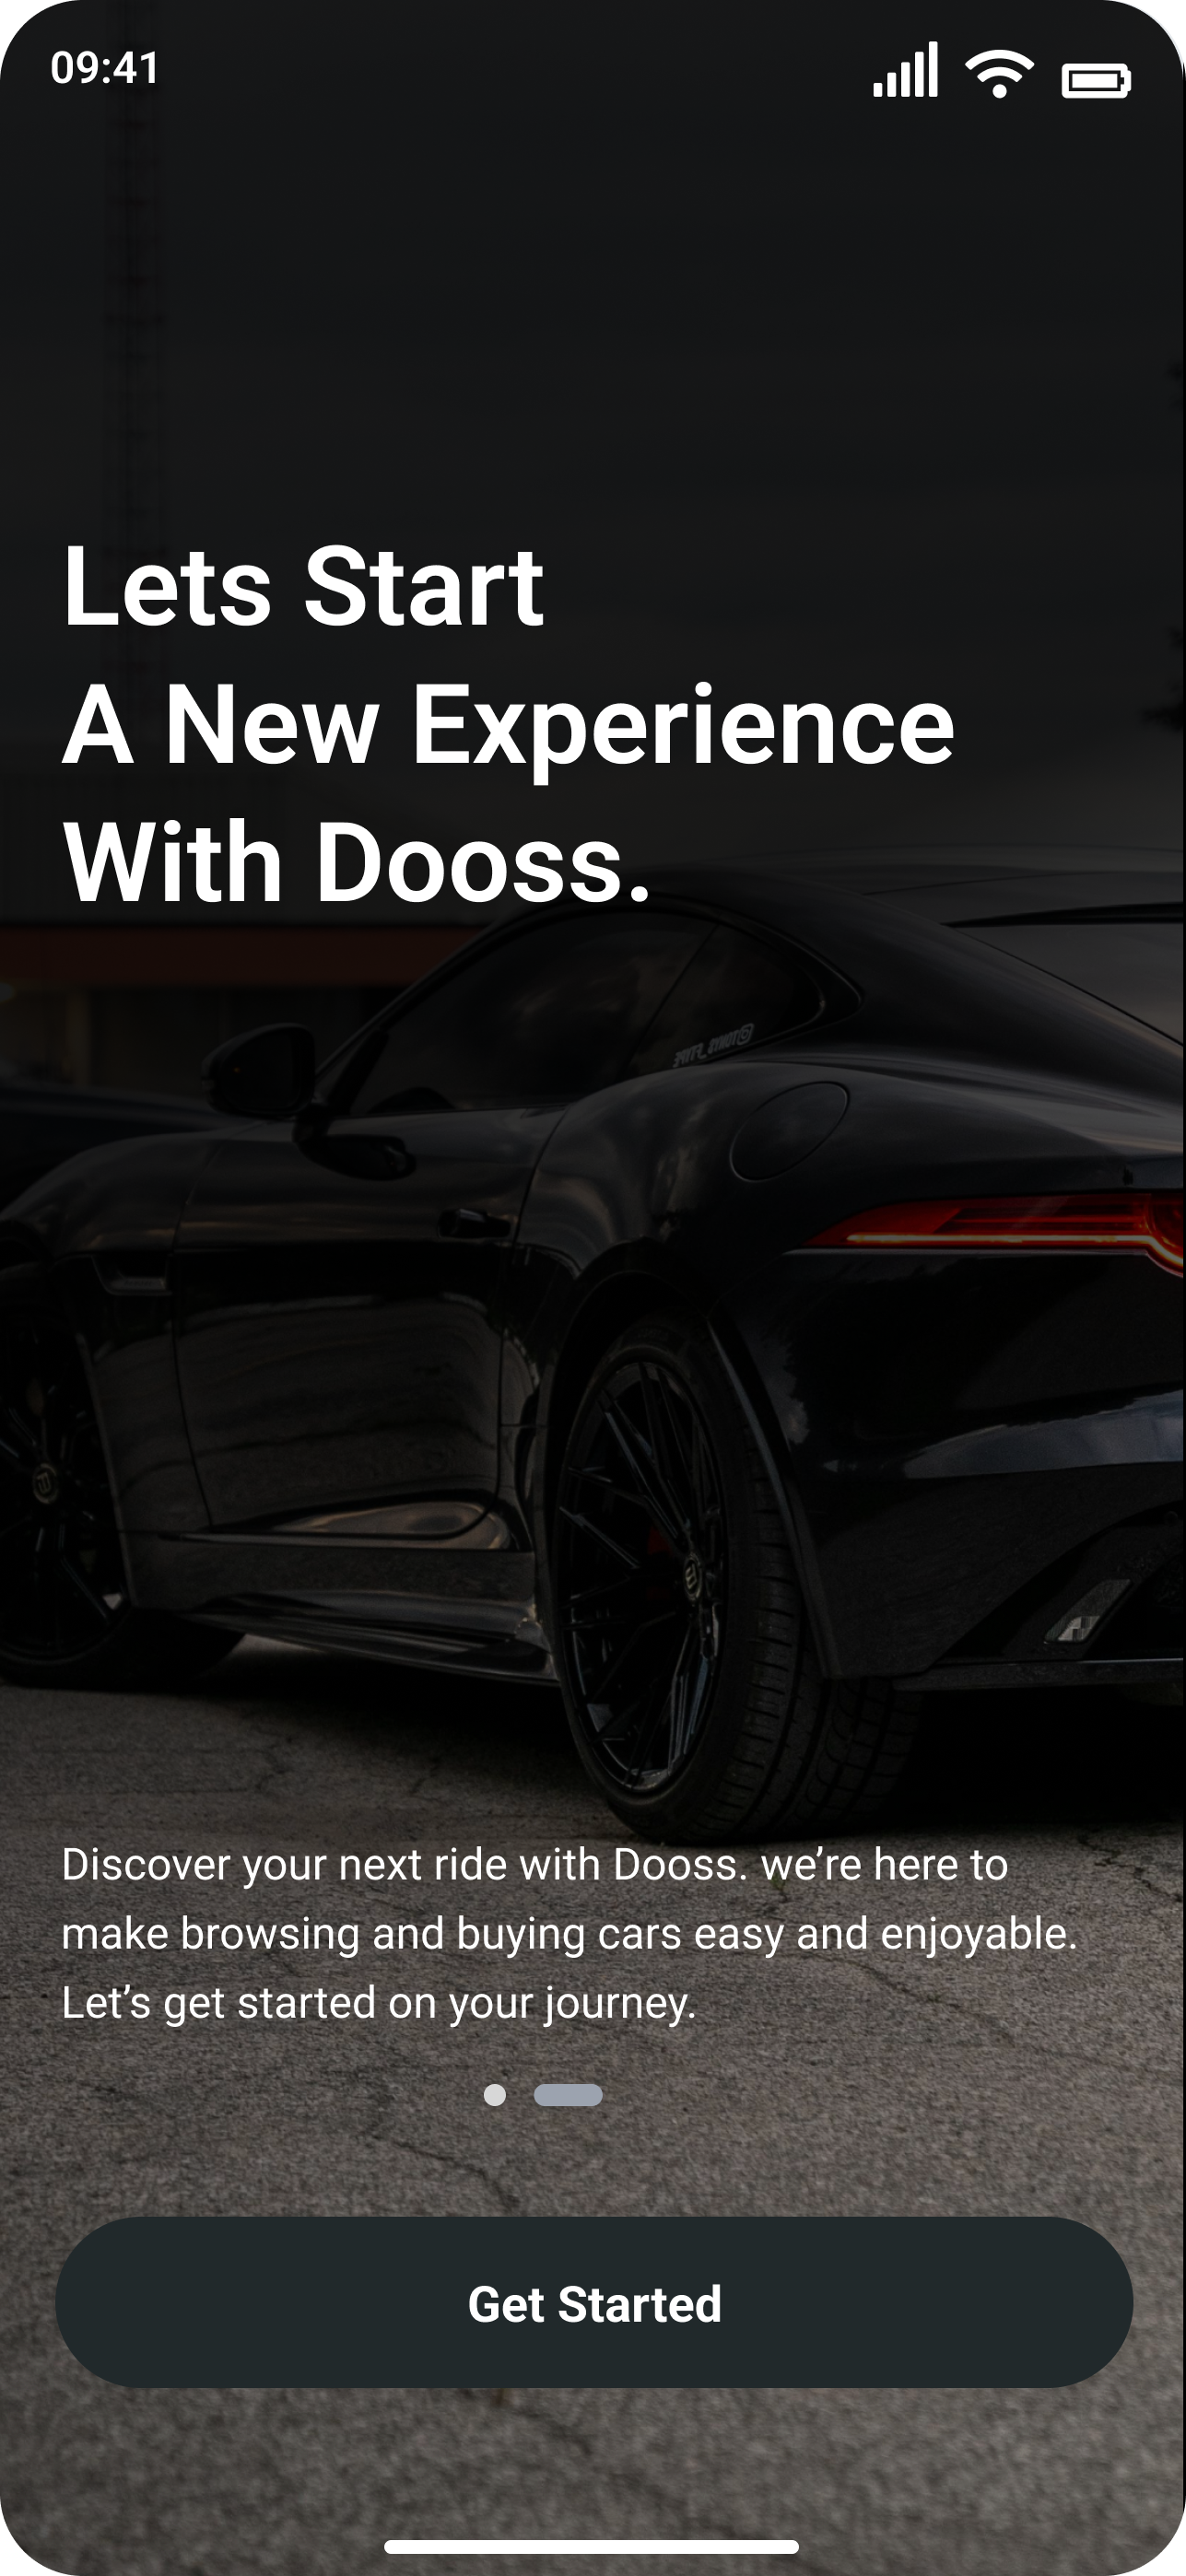 09:41
Lets Start
A New Experience
With Dooss.
Discover your next ride with Dooss. we’re here to
make browsing and buying cars easy and enjoyable.
Let’s get started on your journey.
Get Started